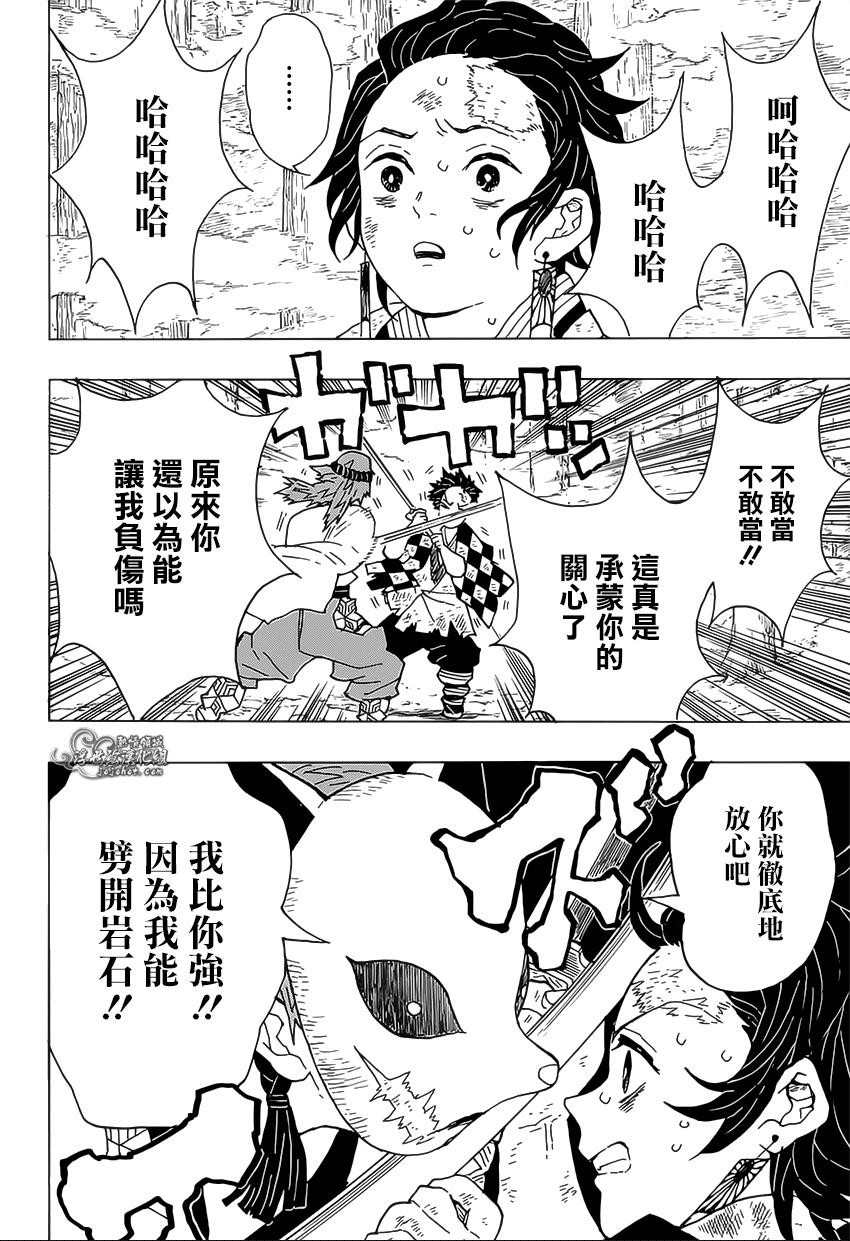 呵哈哈哈
哈哈哈
……
哈哈哈哈
ガガガッ
不敢當
不敢當!!
這真是
承蒙你的
關心了
原來你
還以為能
讓我負傷嗎
你就徹底地
放心吧
我比你強!!
因為我能
劈開岩石!!